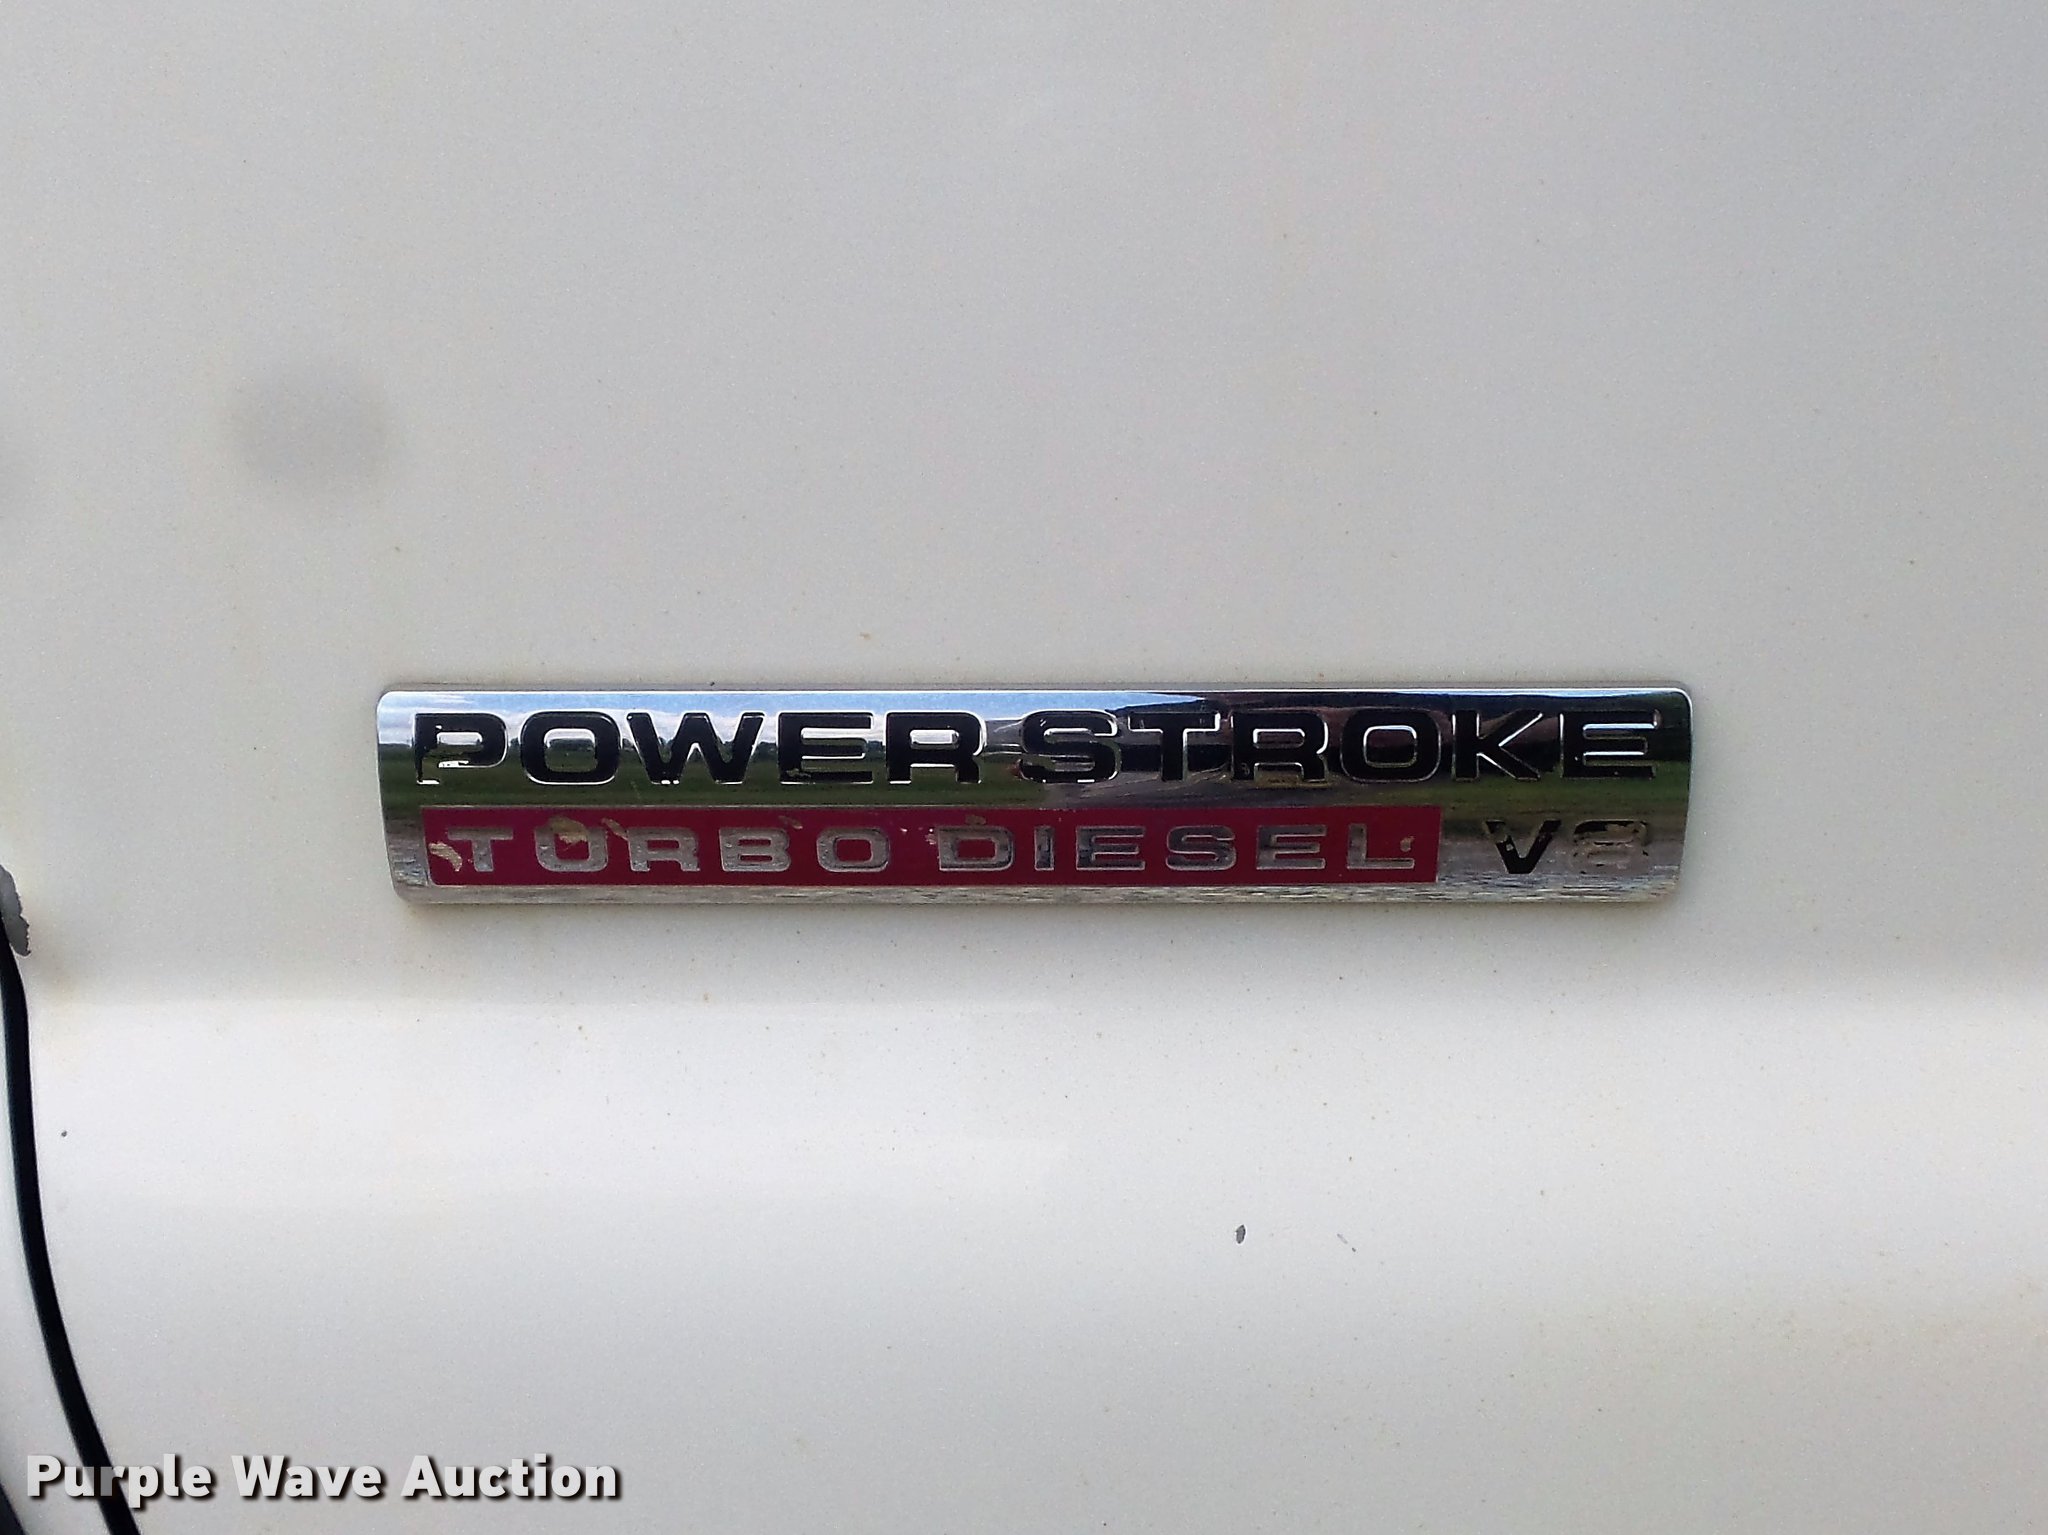 POWER STROKE
TURBO DIESEL V8
Purple Wave Auction